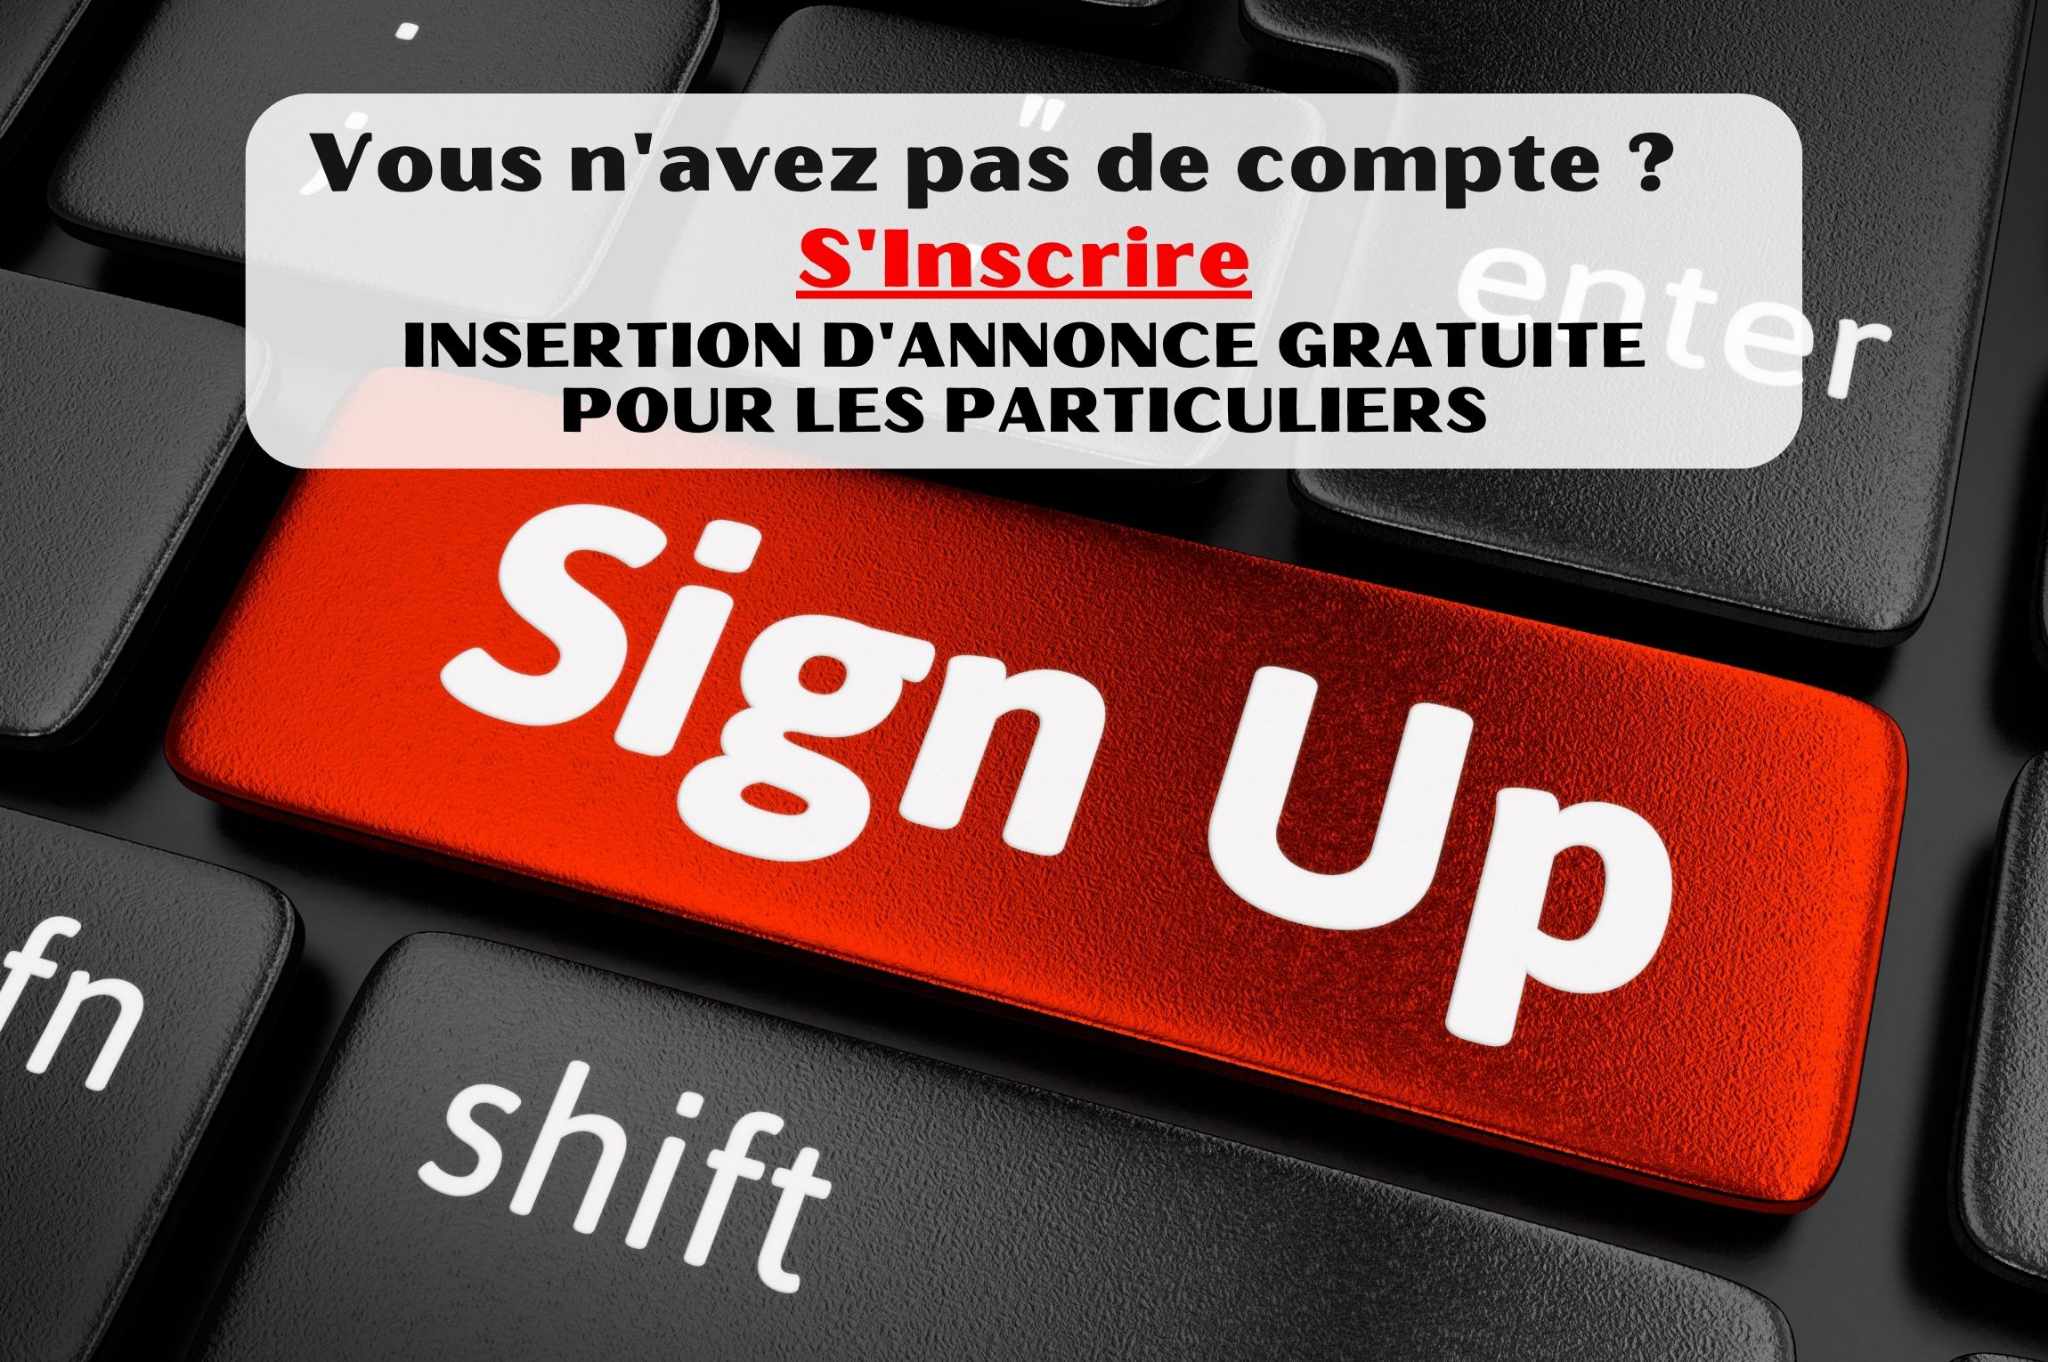 Vous n'avez pas de compte ?
S'Inscrire
INSERTION D'ANNONCE GRATUITE
POUR LES PARTICULIERS
enter
Sign Up
fn
shift